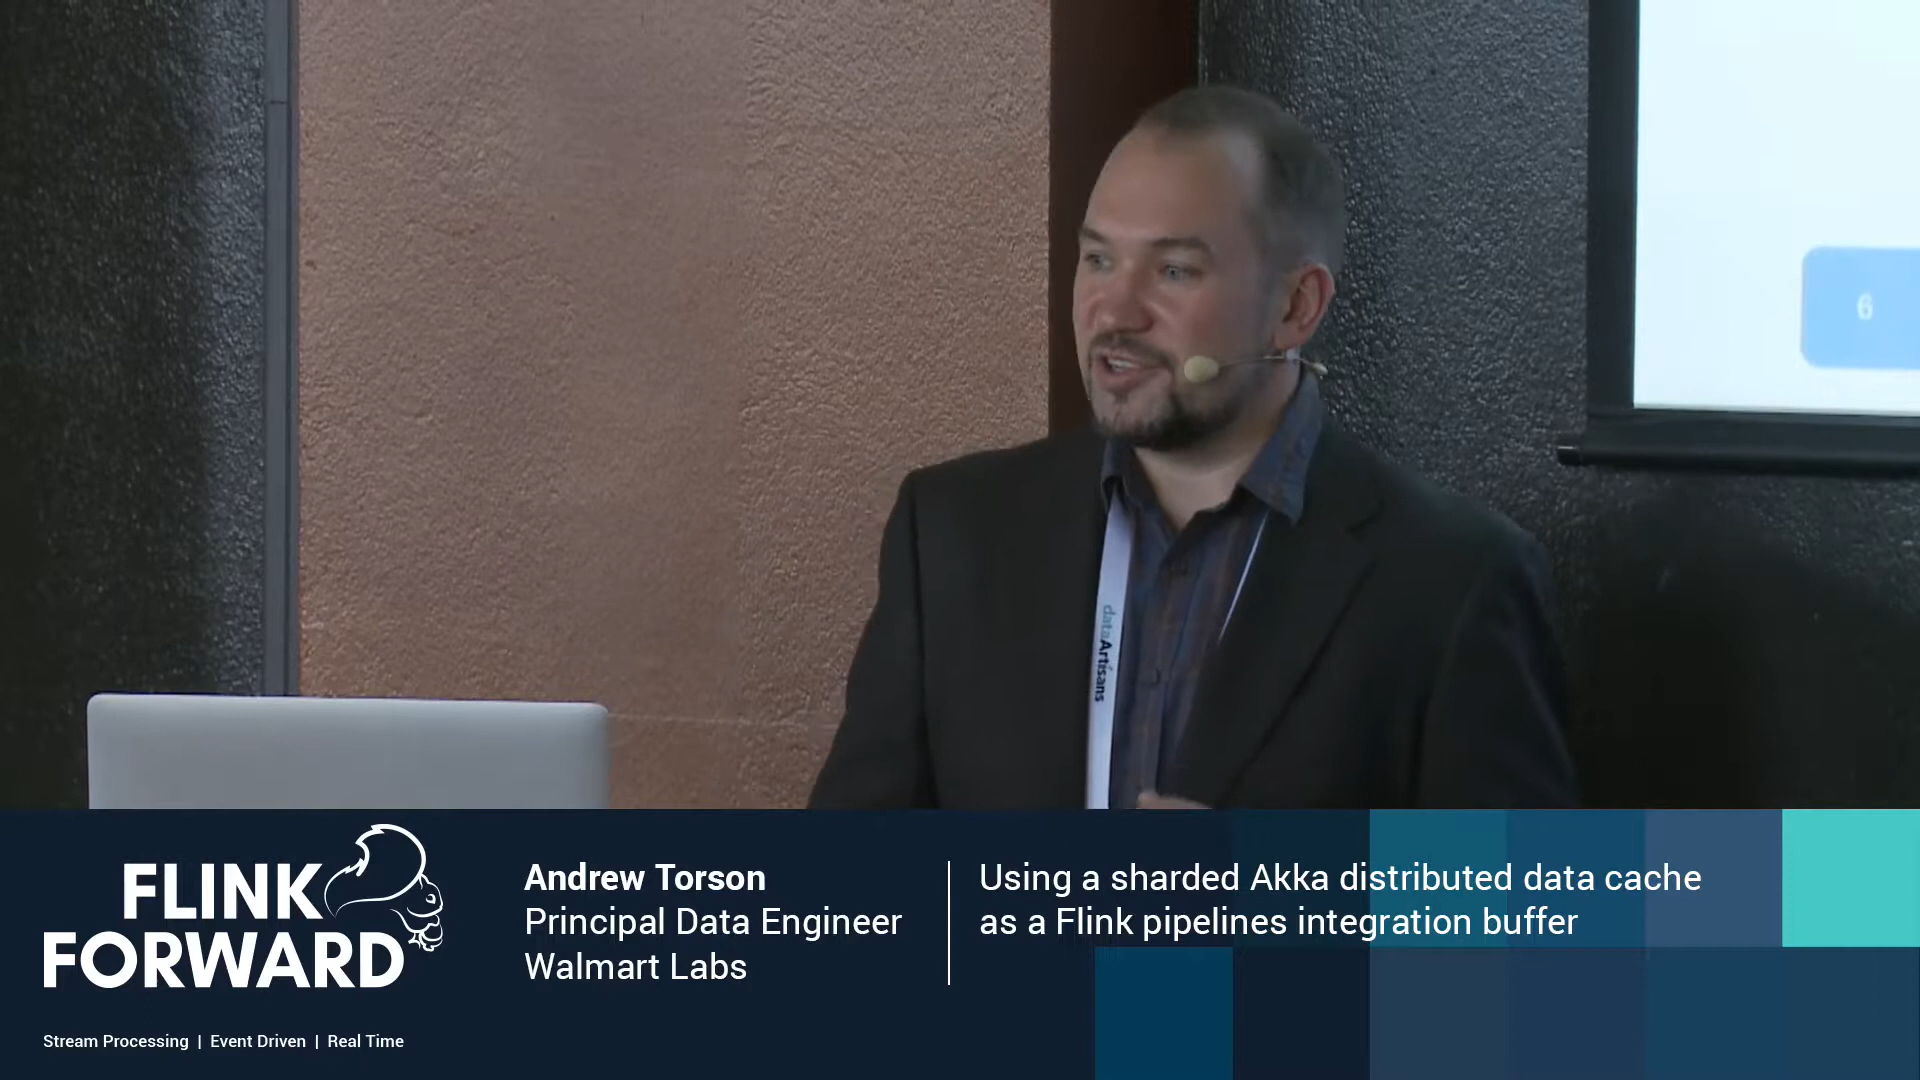 6
dataArtisans
FLINK
FORWARD
Stream Processing | Event Driven | Real Time
Andrew Torson
Principal Data Engineer
Walmart Labs
Using a sharded Akka distributed data cache
as a Flink pipelines integration buffer